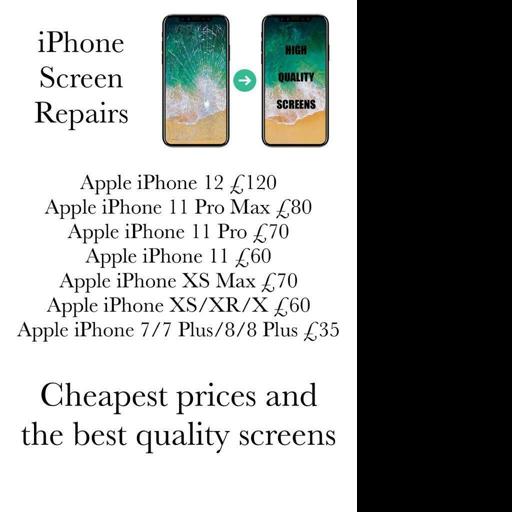 iPhone
Screen
Repairs
HIGH
QUALITY
SCREENS
Apple iPhone 12 £120
Apple iPhone 11 Pro Max £80
Apple iPhone 11 Pro £70
Apple iPhone 11 £60
Apple iPhone XS Max £70
Apple iPhone XS/XR/X £60
Apple iPhone 7/7 Plus/8/8 Plus £35
Cheapest prices and
the best quality screens